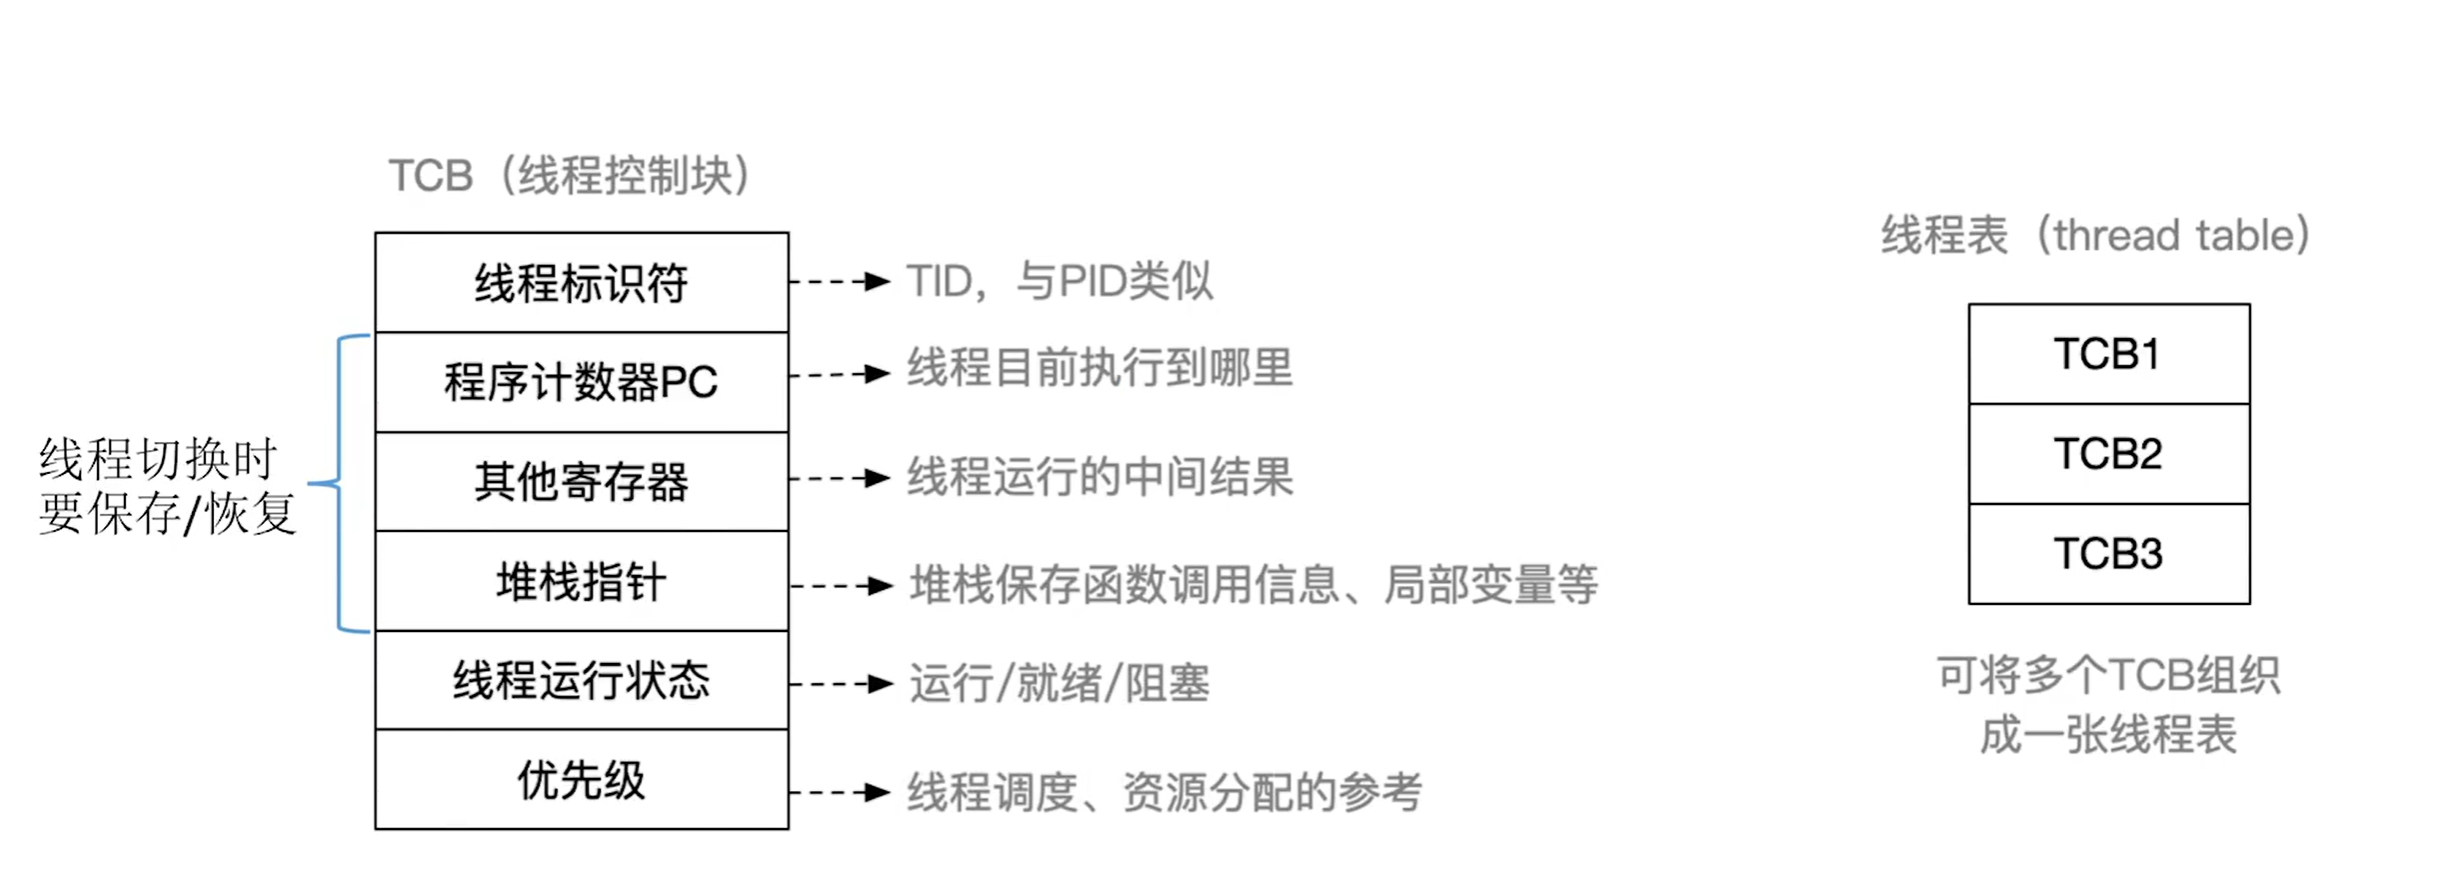 TCB（线程控制块）
线程标识符
TID，与PID类似
程序计数器PC
线程目前执行到哪里
其他寄存器
线程运行的中间结果
堆栈指针
堆栈保存函数调用信息、局部变量等
线程运行状态
运行/就绪/阻塞
优先级
线程调度、资源分配的参考
线程切换时
要保存/恢复
线程表（thread table）
TCB1
TCB2
TCB3
可将多个TCB组织
成一张线程表